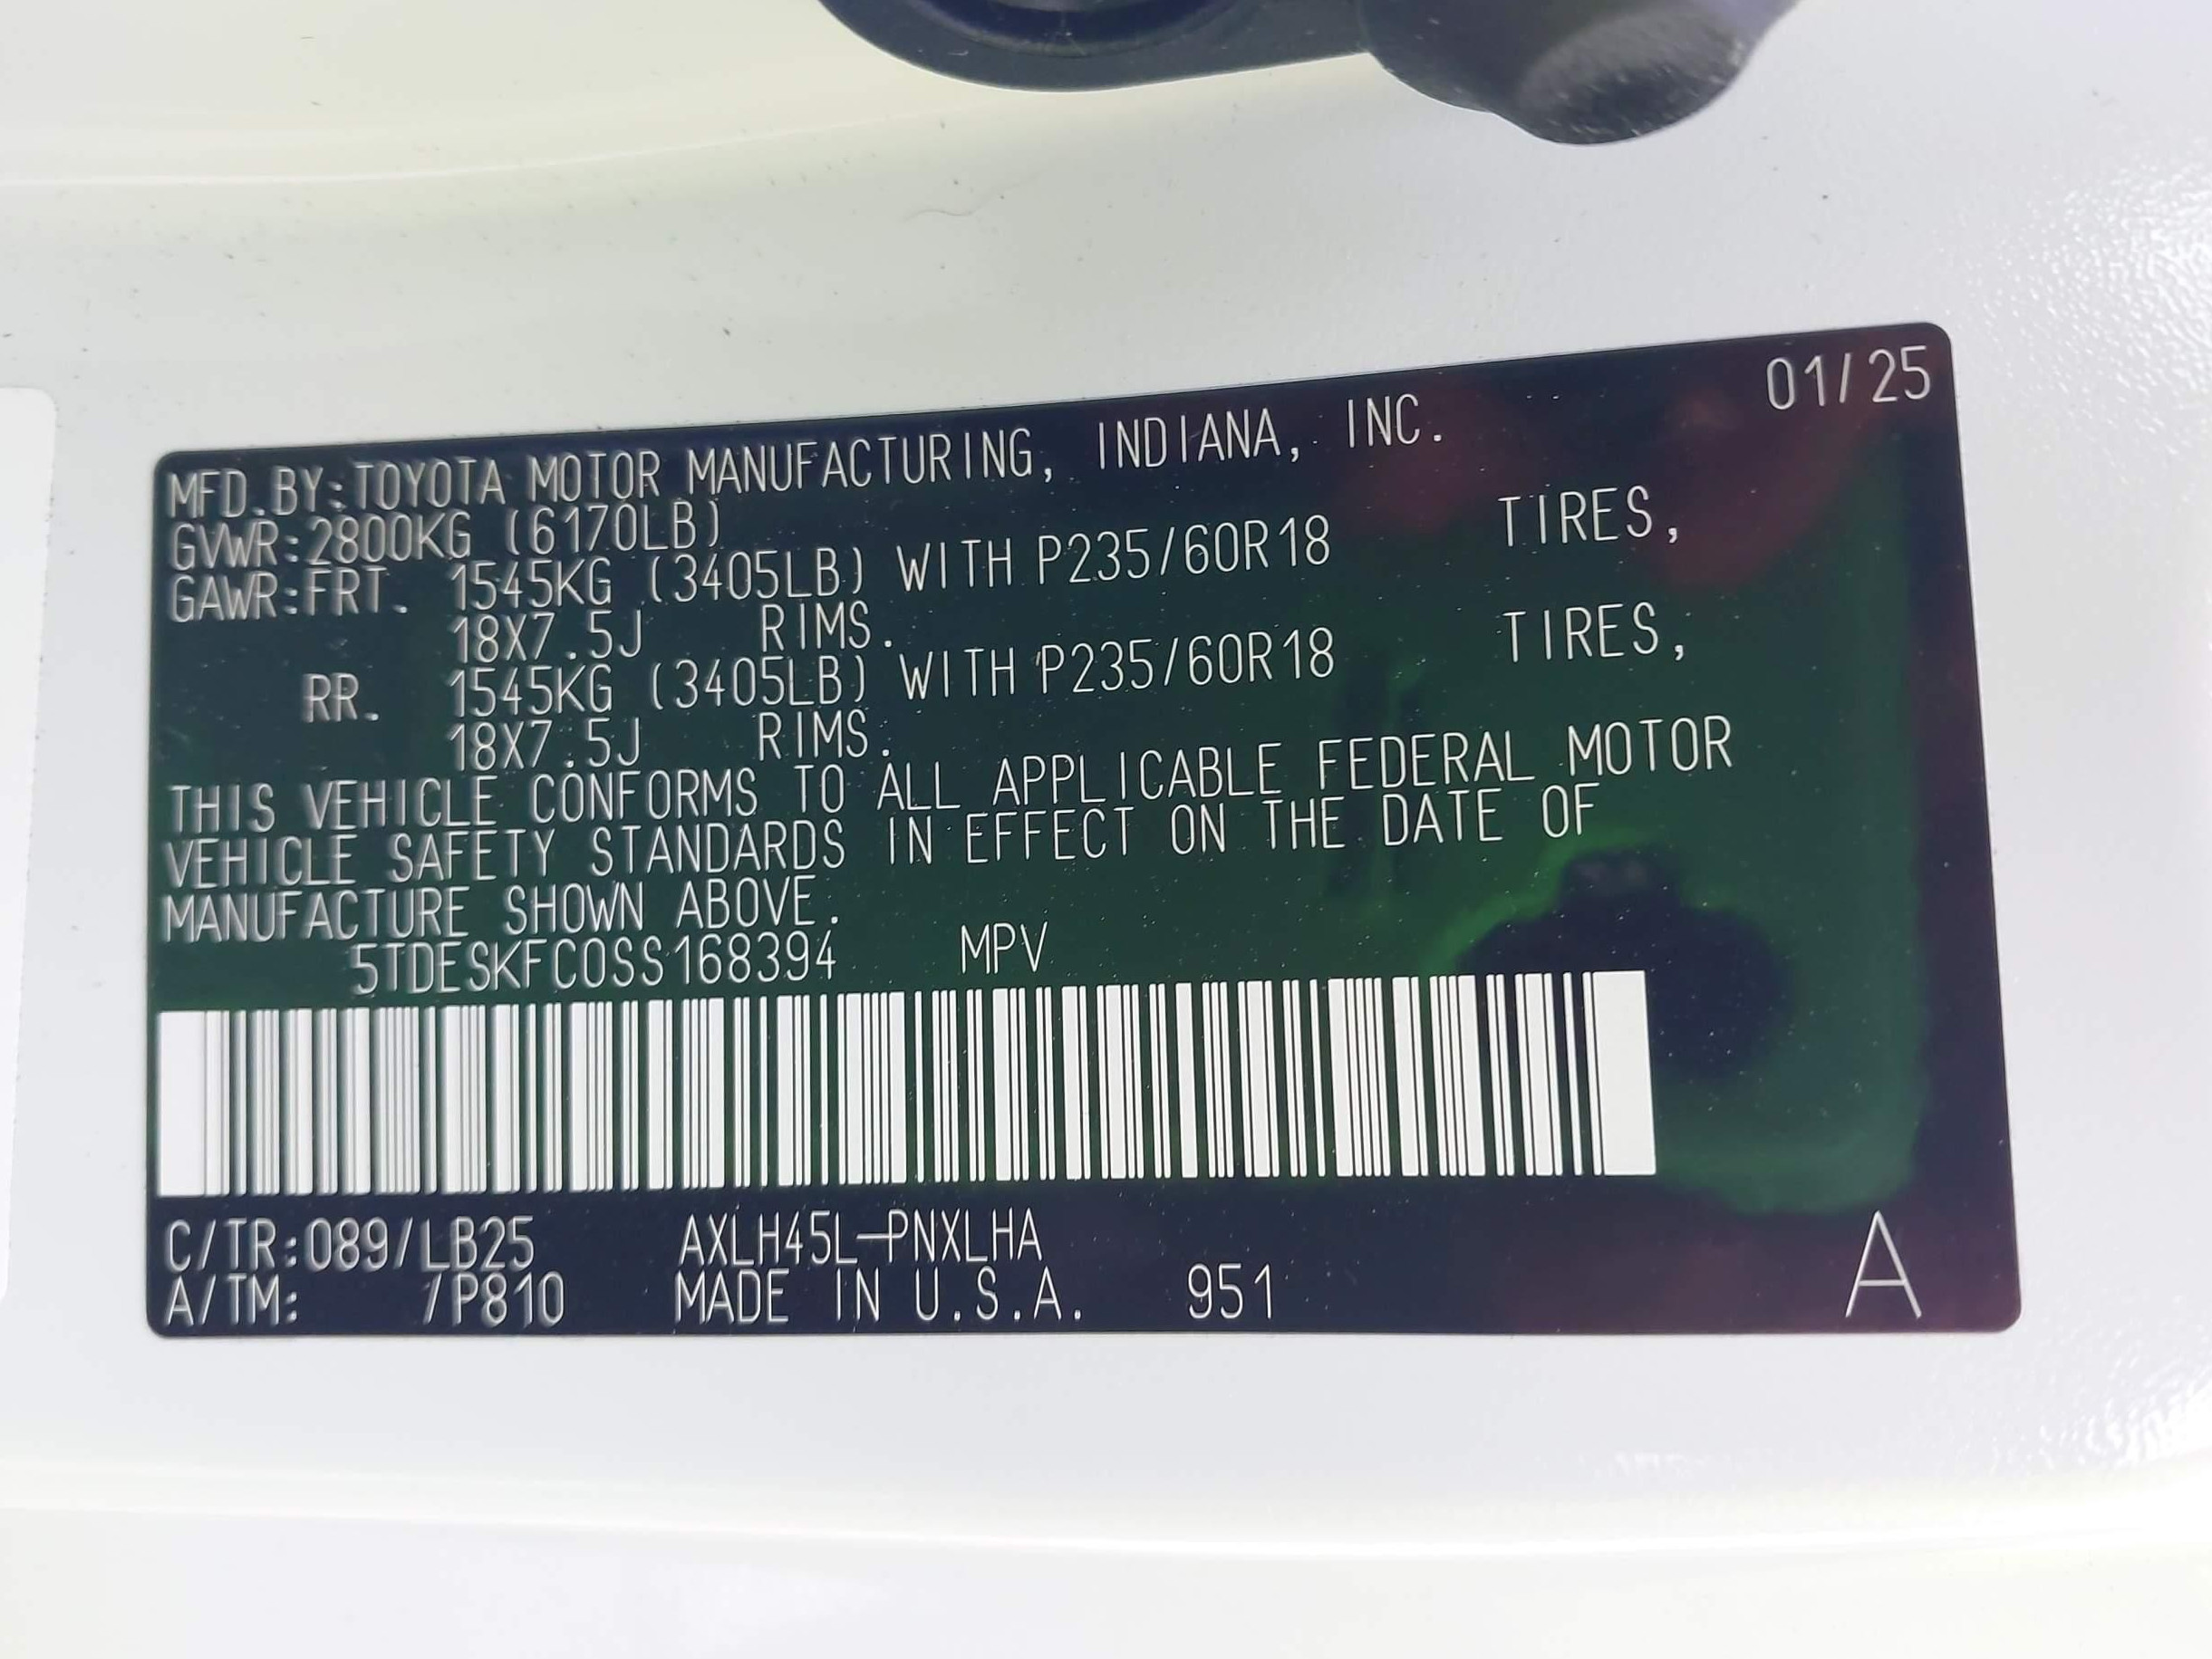 01/25
MFD.BY:TOYOTA MOTOR MANUFACTURING, INDIANA, INC.
GVWR:2800KG (6170LB)
GAWR:FRT. 1545KG (3405LB) WITH P235/60R18 TIRES,
18X7.5J RIMS.
RR. 1545KG (3405LB) WITH P235/60R18 TIRES,
18X7.5J RIMS.
THIS VEHICLE CONFORMS TO ALL APPLICABLE FEDERAL MOTOR
VEHICLE SAFETY STANDARDS IN EFFECT ON THE DATE OF
MANUFACTURE SHOWN ABOVE.
5TDESKFC0SS168394 MPV
C/TR:089/LB25 AXLH45L-PNXLHA
A/TM: /P810 MADE IN U.S.A. 951 A